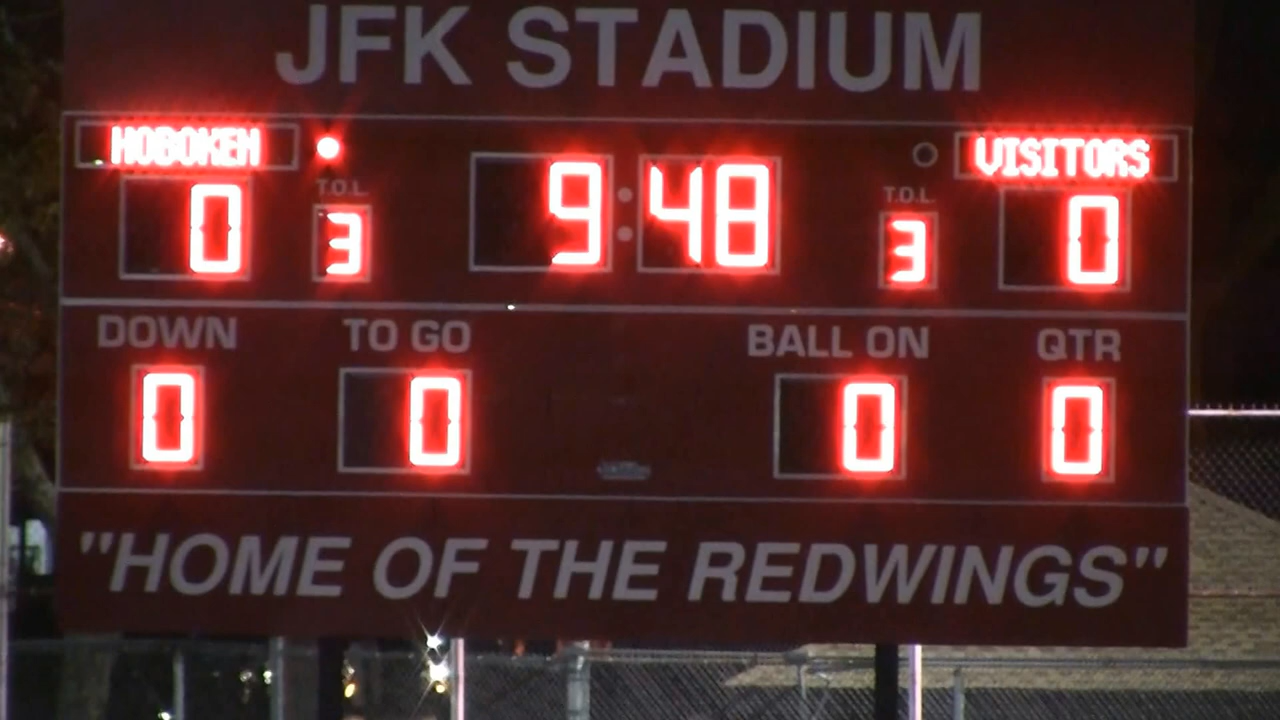 JFK STADIUM
HOBOKEN VISITORS
T.O.L. T.O.L.
0 3 9:48 3 0
DOWN TO GO BALL ON QTR
0 0 0 0
"HOME OF THE REDWINGS"